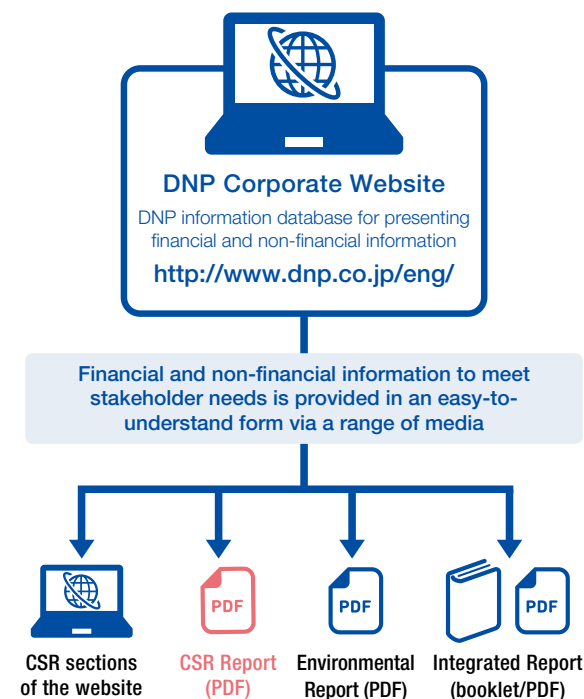 DNP Corporate Website
DNP information database for presenting
financial and non-financial information
http://www.dnp.co.jp/eng/
Financial and non-financial information to meet
stakeholder needs is provided in an easy-to-
understand form via a range of media
PDF
PDF
PDF
CSR sections
of the website
CSR Report
(PDF)
Environmental
Report (PDF)
Integrated Report
(booklet/PDF)